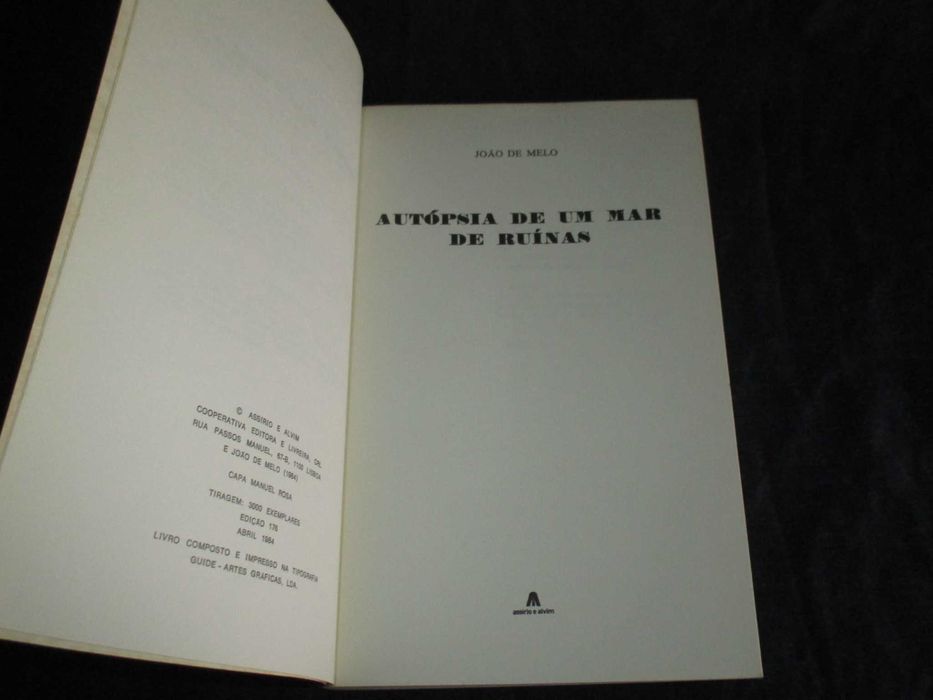 © ASSÍRIO E ALVIM
COOPERATIVA EDITORA E LIVREIRA, CRL
RUA PASSOS MANUEL, 67-B, 1100 LISBOA
E JOÃO DE MELO (1984)
CAPA MANUEL ROSA
TIRAGEM: 3000 EXEMPLARES
EDIÇÃO 178
ABRIL 1984
LIVRO COMPOSTO E IMPRESSO NA TIPOGRAFIA
GUIDE - ARTES GRÁFICAS, LDA.
JOÃO DE MELO
AUTÓPSIA DE UM MAR
DE RUÍNAS
assírio e alvim